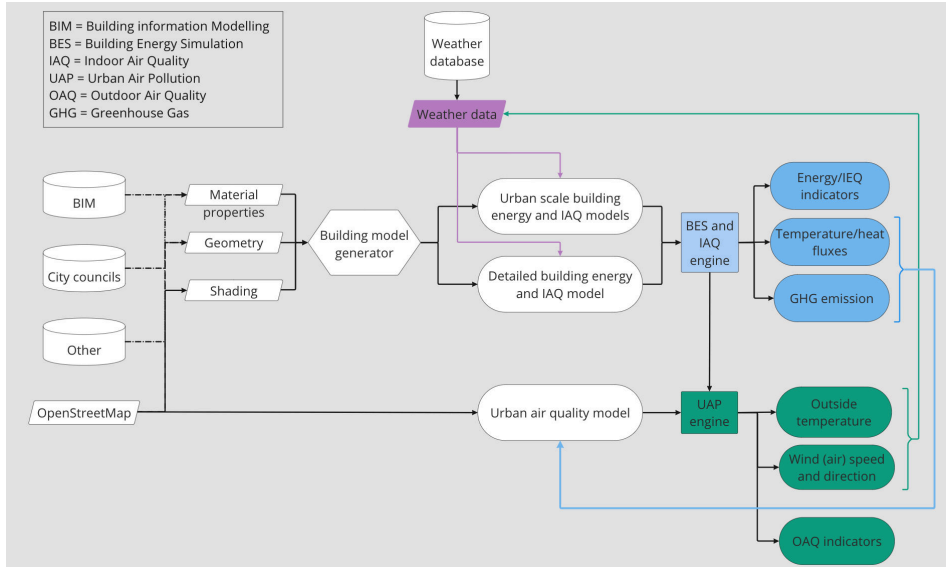 BIM = Building information Modelling
BES = Building Energy Simulation
IAQ = Indoor Air Quality
UAP = Urban Air Pollution
OAQ = Outdoor Air Quality
GHG = Greenhouse Gas
Weather
database
Weather data
BIM
City councils
Other
OpenStreetMap
Material
properties
Geometry
Shading
Building model
generator
Urban scale building
energy and IAQ models
Detailed building energy
and IAQ model
Urban air quality model
BES and
IAQ
engine
UAP
engine
Energy/IEQ
indicators
Temperature/heat
fluxes
GHG emission
Outside
temperature
Wind (air) speed
and direction
OAQ indicators